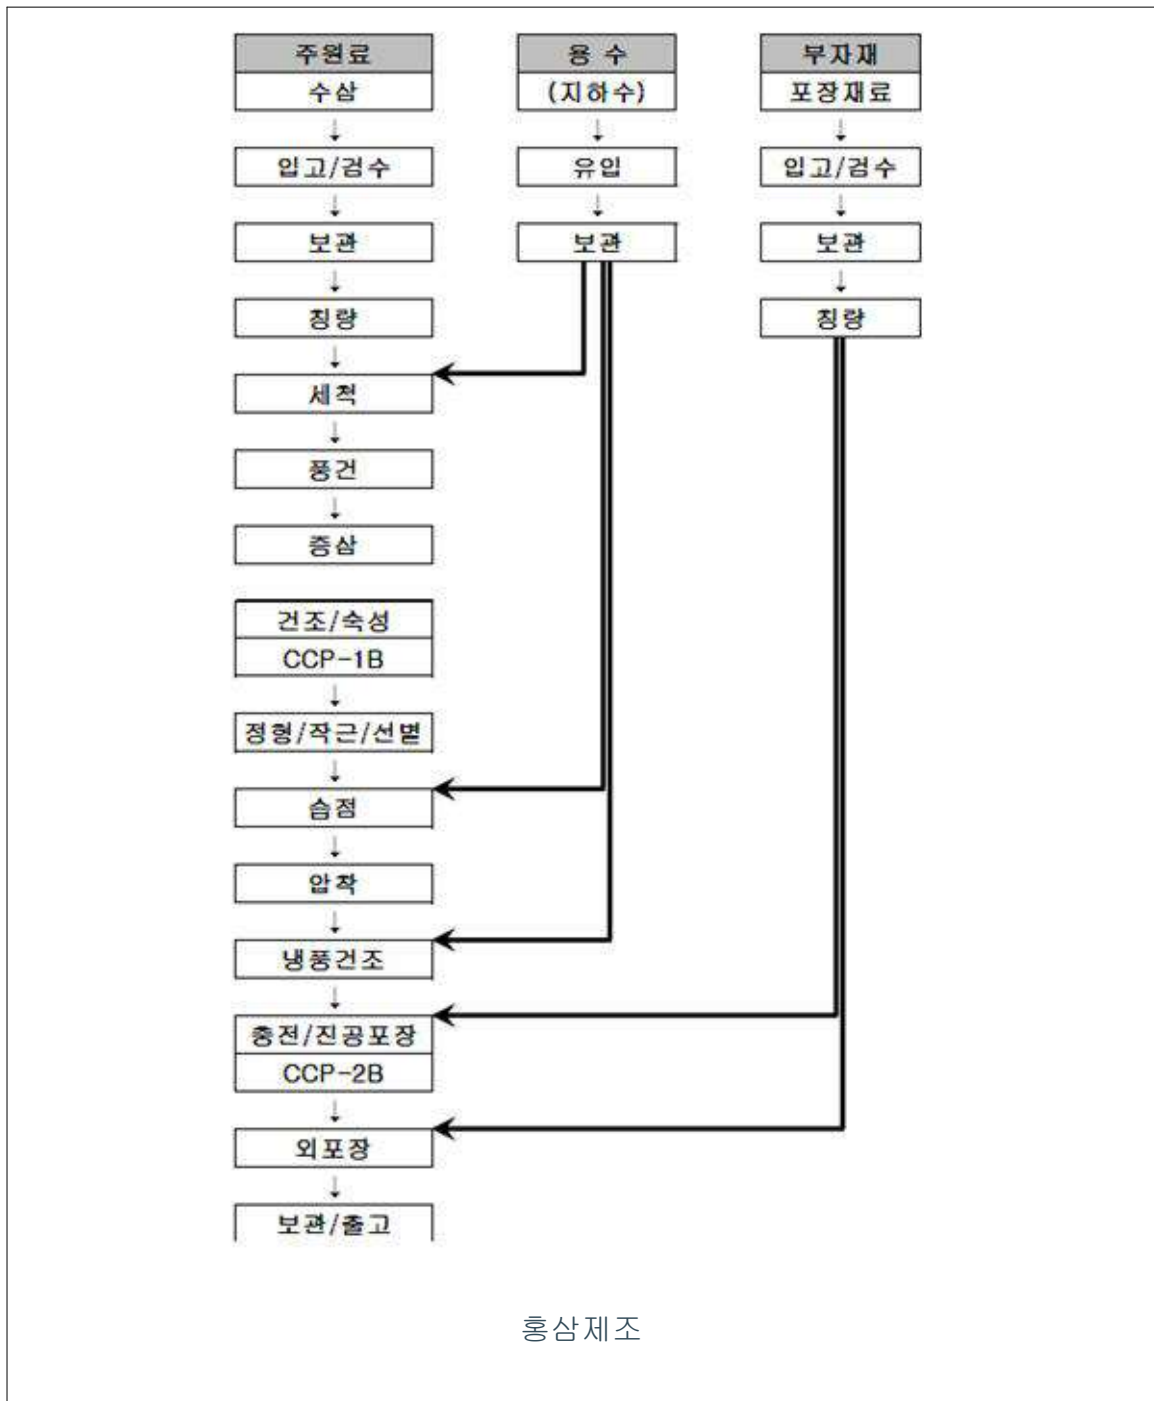 주원료
수삼
입고/검수
보관
칭량
세척
풍건
증삼
건조/숙성
CCP-1B
정형/작근/선별
습점
압착
냉풍건조
충전/진공포장
CCP-2B
외포장
보관/출고
용 수
(지하수)
유입
보관
부자재
포장재료
입고/검수
보관
칭량
홍삼제조